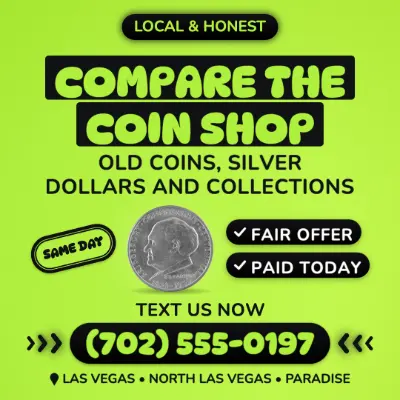 LOCAL & HONEST
COMPARE THE
COIN SHOP
OLD COINS, SILVER
DOLLARS AND COLLECTIONS
SAME DAY
FAIR OFFER
PAID TODAY
TEXT US NOW
(702) 555-0197
LAS VEGAS • NORTH LAS VEGAS • PARADISE